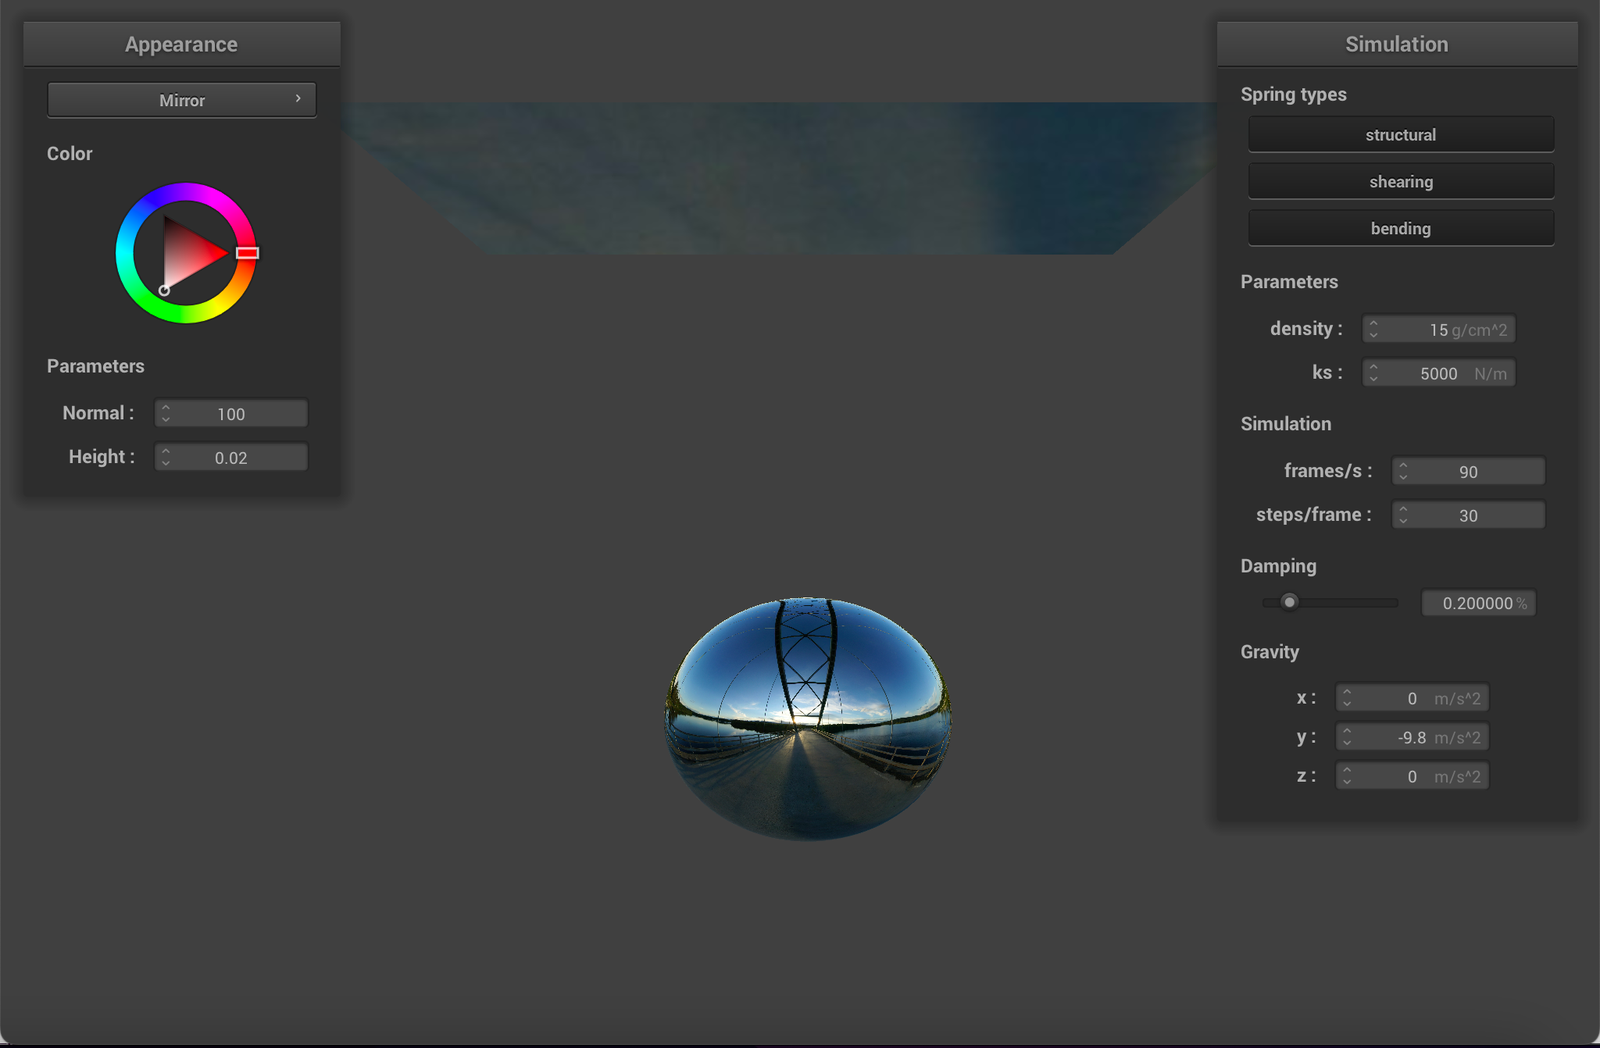 Appearance
Mirror
Color
Parameters
Normal : 100
Height : 0.02
Simulation
Spring types
structural
shearing
bending
Parameters
density : 15 g/cm^2
ks : 5000 N/m
Simulation
frames/s : 90
steps/frame : 30
Damping
0.200000 %
Gravity
x : 0 m/s^2
y : -9.8 m/s^2
z : 0 m/s^2